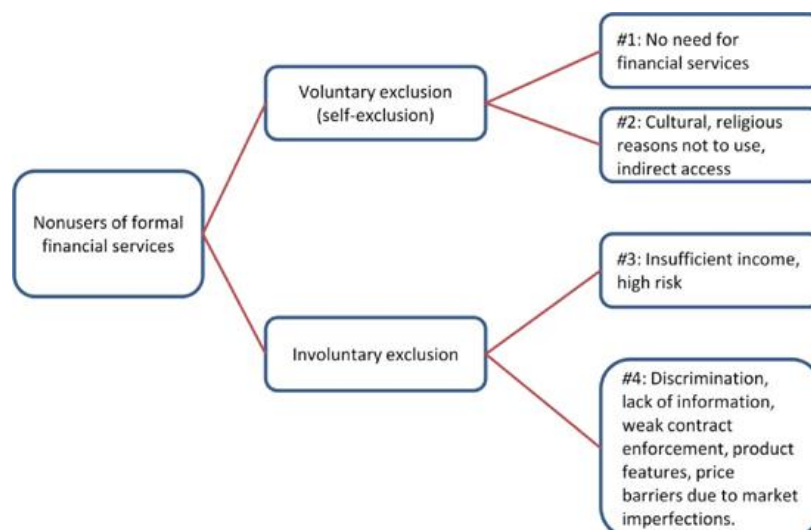 Nonusers of formal
financial services
Voluntary exclusion
(self-exclusion)
Involuntary exclusion
#1: No need for
financial services
#2: Cultural, religious
reasons not to use,
indirect access
#3: Insufficient income,
high risk
#4: Discrimination,
lack of information,
weak contract
enforcement, product
features, price
barriers due to market
imperfections.